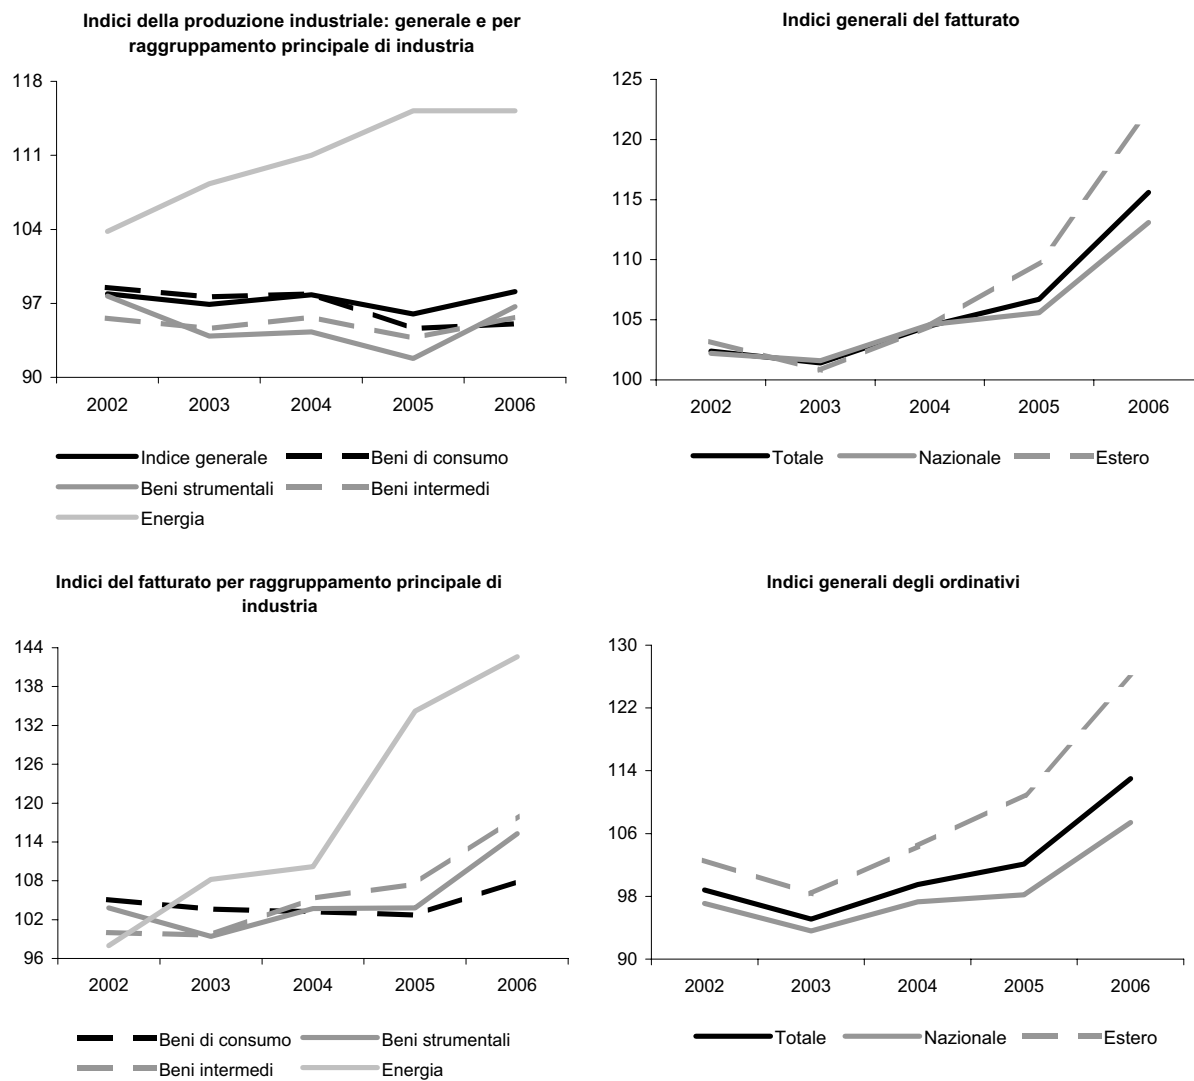 Indici della produzione industriale: generale e per
raggruppamento principale di industria
118
111
104
97
90
2002 2003 2004 2005 2006
Indice generale Beni di consumo
Beni strumentali Beni intermedi
Energia
Indici generali del fatturato
125
120
115
110
105
100
2002 2003 2004 2005 2006
Totale Nazionale Estero
Indici del fatturato per raggruppamento principale di
industria
144
138
132
126
120
114
108
102
96
2002 2003 2004 2005 2006
Beni di consumo Beni strumentali
Beni intermedi Energia
Indici generali degli ordinativi
130
122
114
106
98
90
2002 2003 2004 2005 2006
Totale Nazionale Estero